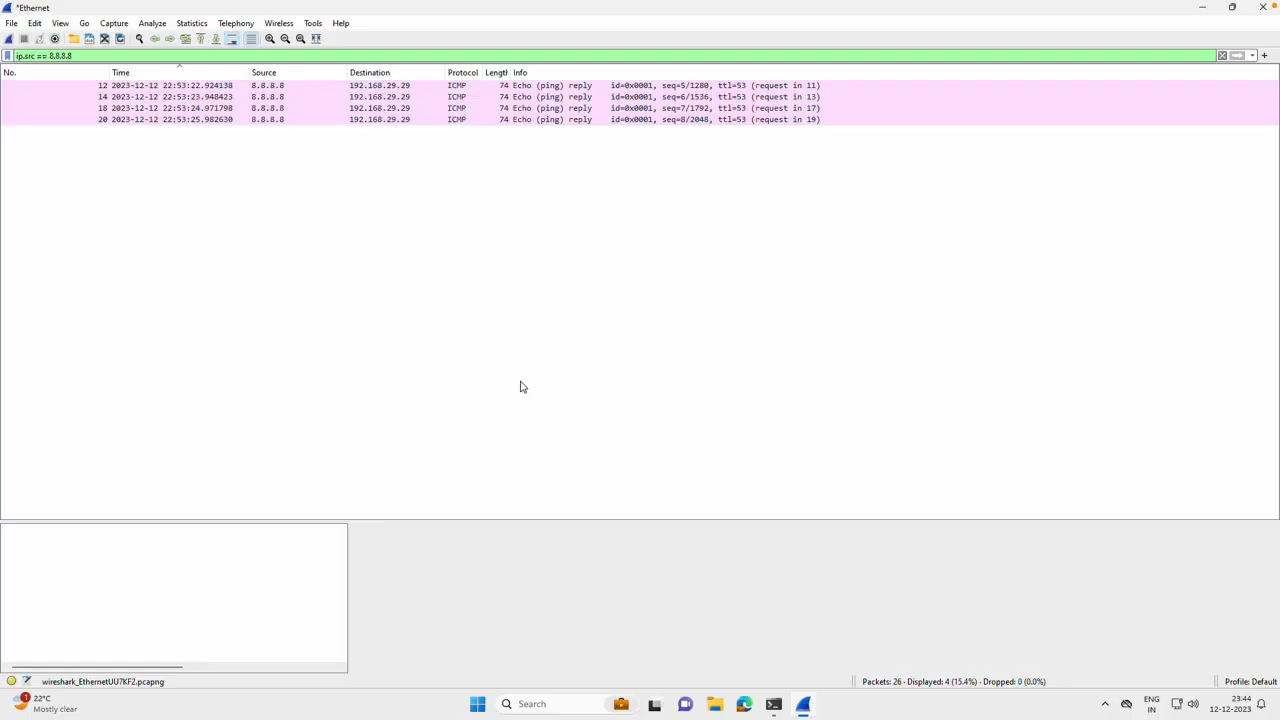 *Ethernet
File Edit View Go Capture Analyze Statistics Telephony Wireless Tools Help
ip.src == 8.8.8.8
No. Time Source Destination Protocol Length Info
12 2023-12-12 22:53:22.924138 8.8.8.8 192.168.29.29 ICMP 74 Echo (ping) reply id=0x0001, seq=5/1280, ttl=53 (request in 11)
14 2023-12-12 22:53:23.948423 8.8.8.8 192.168.29.29 ICMP 74 Echo (ping) reply id=0x0001, seq=6/1536, ttl=53 (request in 13)
18 2023-12-12 22:53:24.971798 8.8.8.8 192.168.29.29 ICMP 74 Echo (ping) reply id=0x0001, seq=7/1792, ttl=53 (request in 17)
20 2023-12-12 22:53:25.982630 8.8.8.8 192.168.29.29 ICMP 74 Echo (ping) reply id=0x0001, seq=8/2048, ttl=53 (request in 19)
wireshark_EthernetUU7KF2.pcapng Packets: 26 · Displayed: 4 (15.4%) · Dropped: 0 (0.0%) Profile: Default
1 22°C
Mostly clear
Search
ENG
IN
23:44
12-12-2023